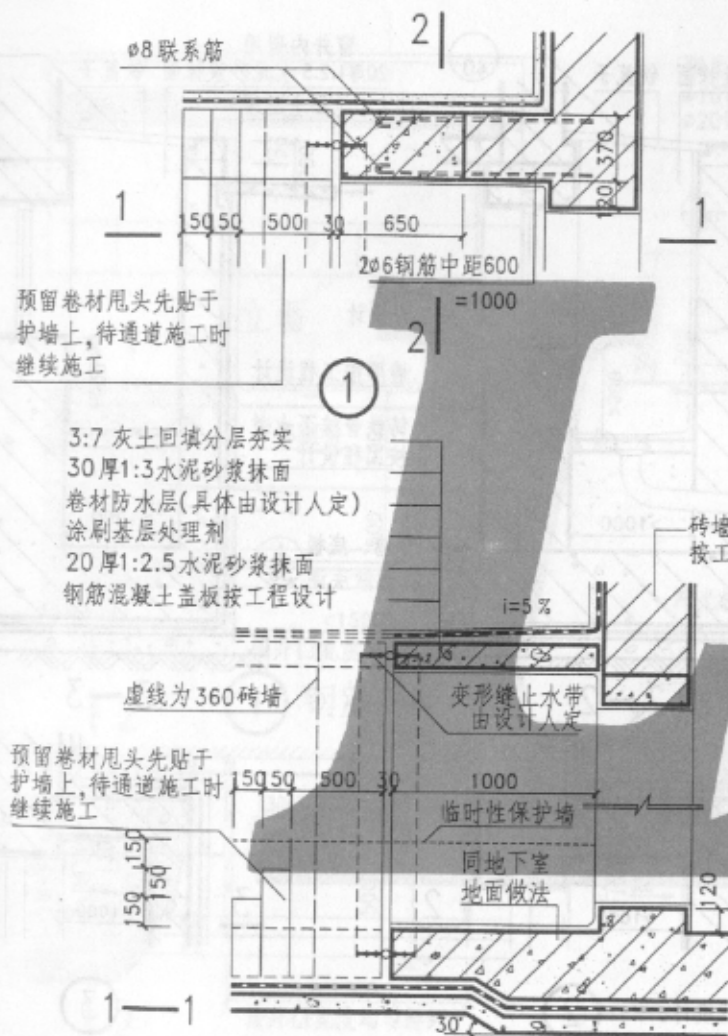 2
ø8联系筋
370
120
1
150
150
500
30
650
1
2ø6钢筋中距600
=1000
预留卷材甩头先贴于
护墙上,待通道施工时
继续施工
2
1
3:7 灰土回填分层夯实
30厚1:3水泥砂浆抹面
卷材防水层(具体由设计人定)
涂刷基层处理剂
20厚1:2.5水泥砂浆抹面
钢筋混凝土盖板按工程设计
砖墙
按工
i=5%
虚线为360砖墙
变形缝止水带
由设计人定
预留卷材甩头先贴于
护墙上,待通道施工时
继续施工
150
150
500
30
1000
临时性保护墙
150
150
150
同地下室
地面做法
120
1—1
30°